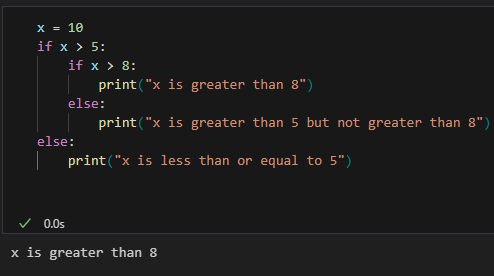 x = 10
if x > 5:
    if x > 8:
        print("x is greater than 8")
    else:
        print("x is greater than 5 but not greater than 8")
else:
    print("x is less than or equal to 5")
✓ 0.0s
x is greater than 8